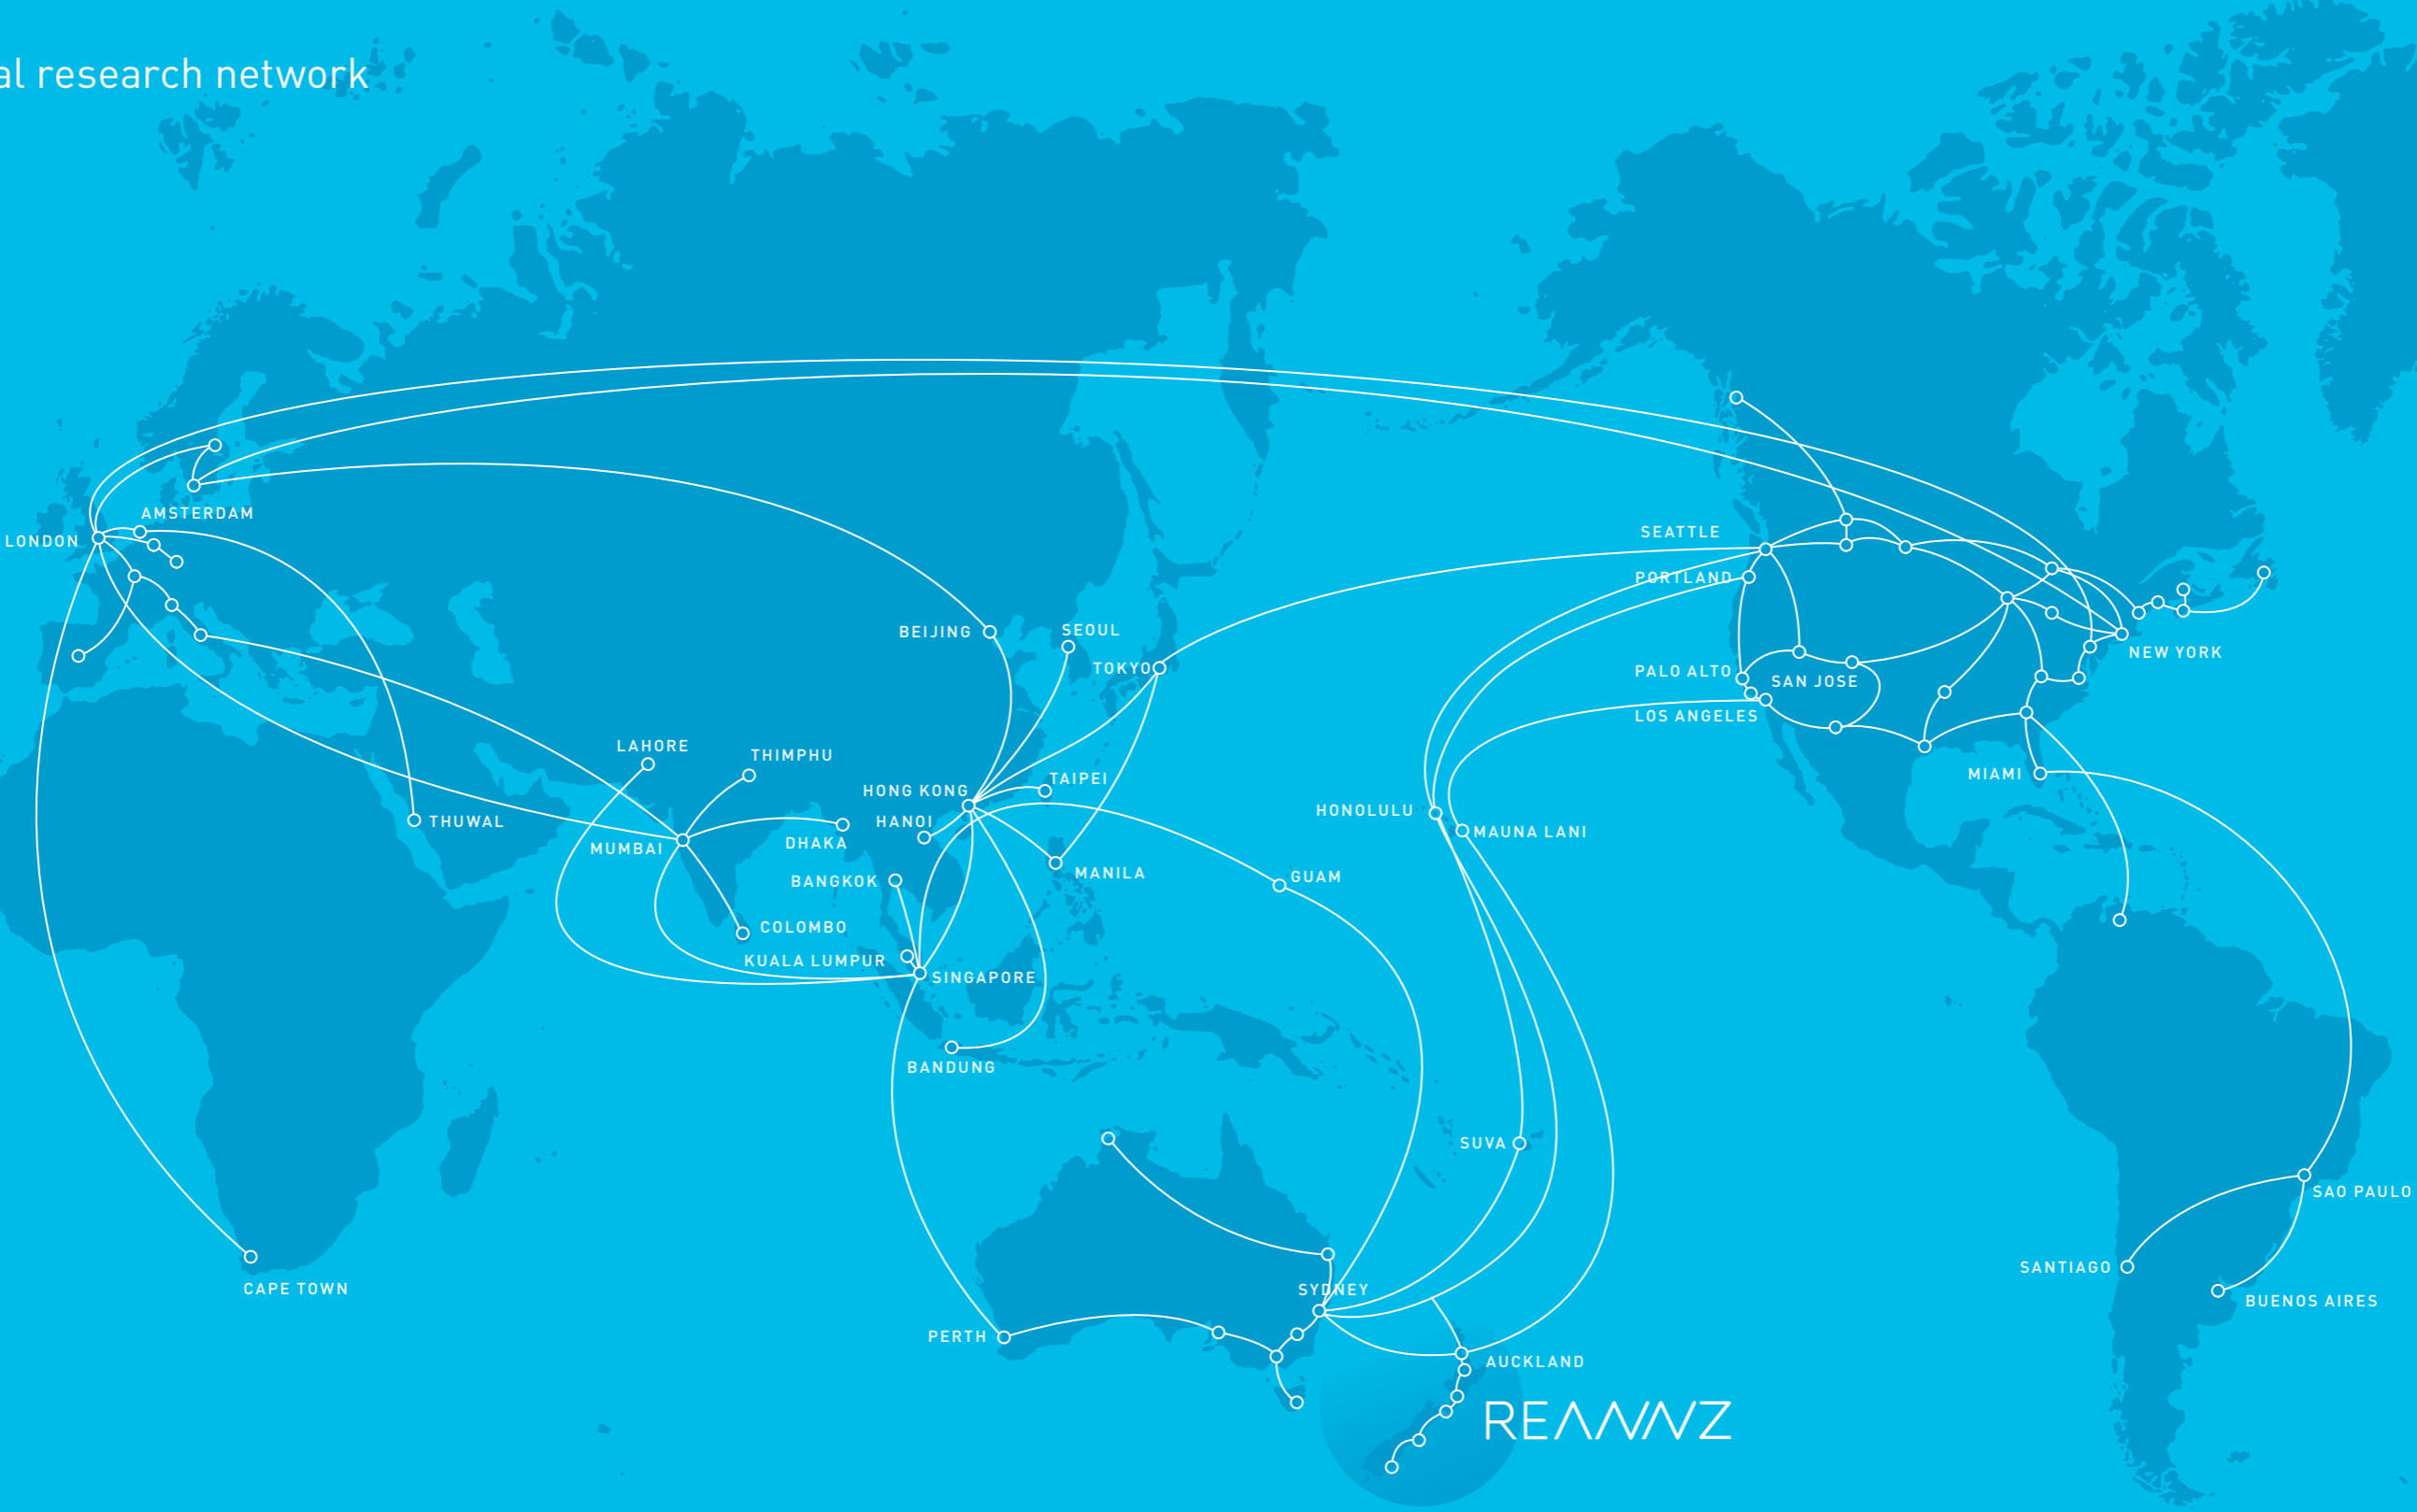 al research network
AMSTERDAM
LONDON
SEATTLE
PORTLAND
BEIJING
SEOUL
TOKYO
NEW YORK
PALO ALTO
SAN JOSE
LOS ANGELES
LAHORE
THIMPHU
MIAMI
HONG KONG
TAIPEI
HONOLULU
MAUNA LANI
THUWAL
HANOI
DHAKA
MUMBAI
MANILA
GUAM
BANGKOK
COLOMBO
KUALA LUMPUR
SINGAPORE
BANDUNG
SUVA
SAO PAULO
SANTIAGO
CAPE TOWN
SYDNEY
BUENOS AIRES
PERTH
AUCKLAND
REANNZ